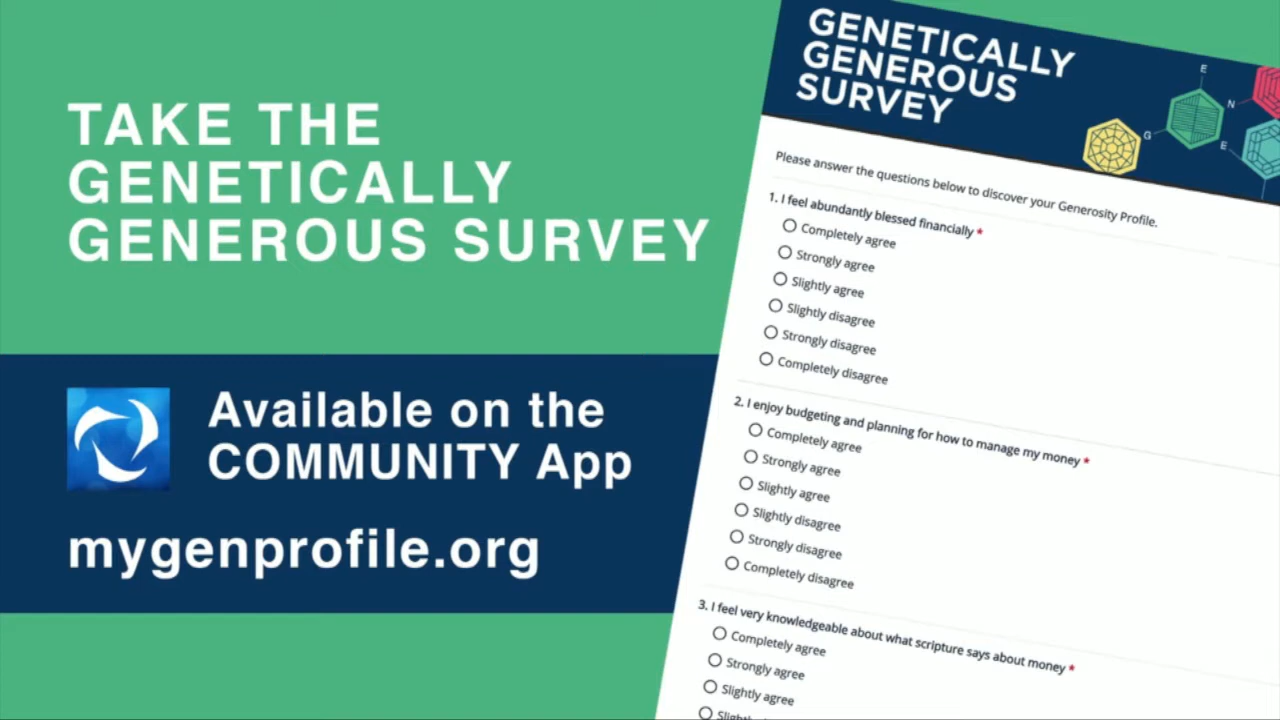 TAKE THE
GENETICALLY
GENEROUS SURVEY
Available on the
COMMUNITY App
mygenprofile.org
GENETICALLY
GENEROUS
SURVEY
G
E
N
E
Please answer the questions below to discover your Generosity Profile.
1. I feel abundantly blessed financially *
Completely agree
Strongly agree
Slightly agree
Slightly disagree
Strongly disagree
Completely disagree
2. I enjoy budgeting and planning for how to manage my money *
Completely agree
Strongly agree
Slightly agree
Slightly disagree
Strongly disagree
Completely disagree
3. I feel very knowledgeable about what scripture says about money *
Completely agree
Strongly agree
Slightly agree